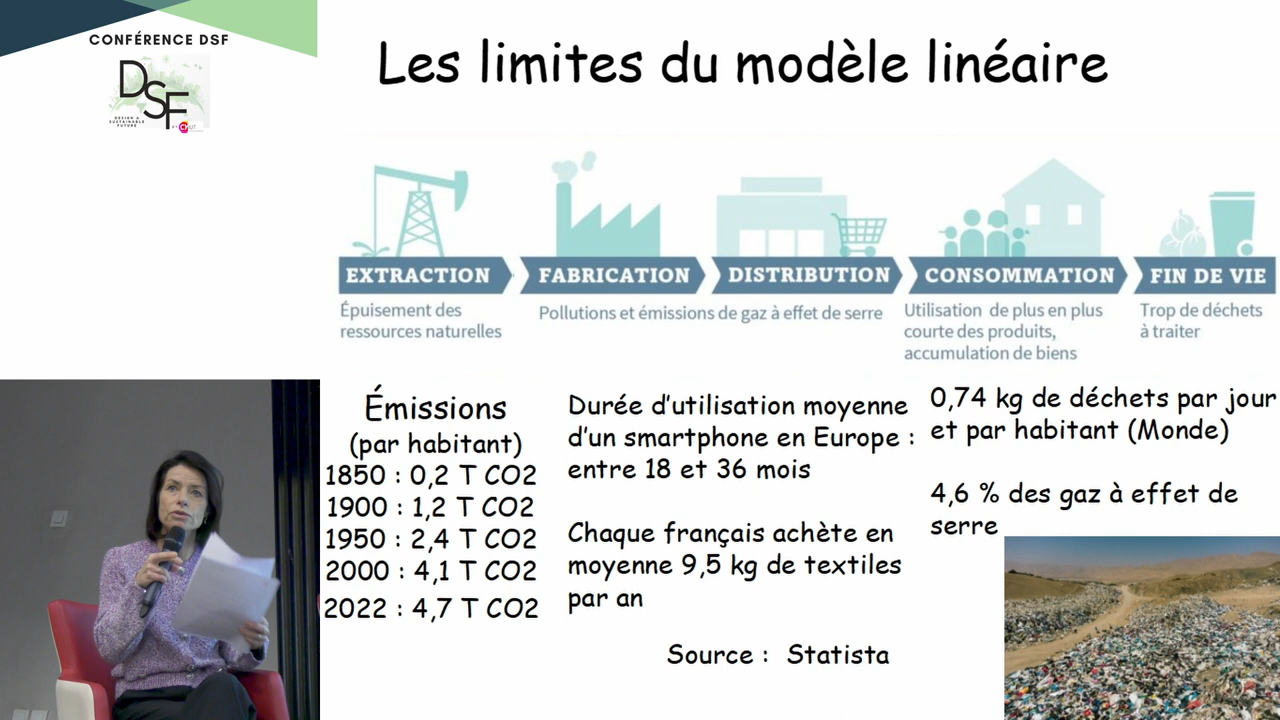 CONFÉRENCE DSF
DSF
DESIGN A
SUSTAINABLE
FUTURE
Les limites du modèle linéaire
EXTRACTION
FABRICATION
DISTRIBUTION
CONSOMMATION
FIN DE VIE
Épuisement des
ressources naturelles
Pollutions et émissions de gaz à effet de serre
Utilisation de plus en plus
courte des produits,
accumulation de biens
Trop de déchets
à traiter
Émissions
(par habitant)
1850 : 0,2 T CO2
1900 : 1,2 T CO2
1950 : 2,4 T CO2
2000 : 4,1 T CO2
2022 : 4,7 T CO2
Durée d'utilisation moyenne
d'un smartphone en Europe :
entre 18 et 36 mois
Chaque français achète en
moyenne 9,5 kg de textiles
par an
Source : Statista
0,74 kg de déchets par jour
et par habitant (Monde)
4,6 % des gaz à effet de
serre